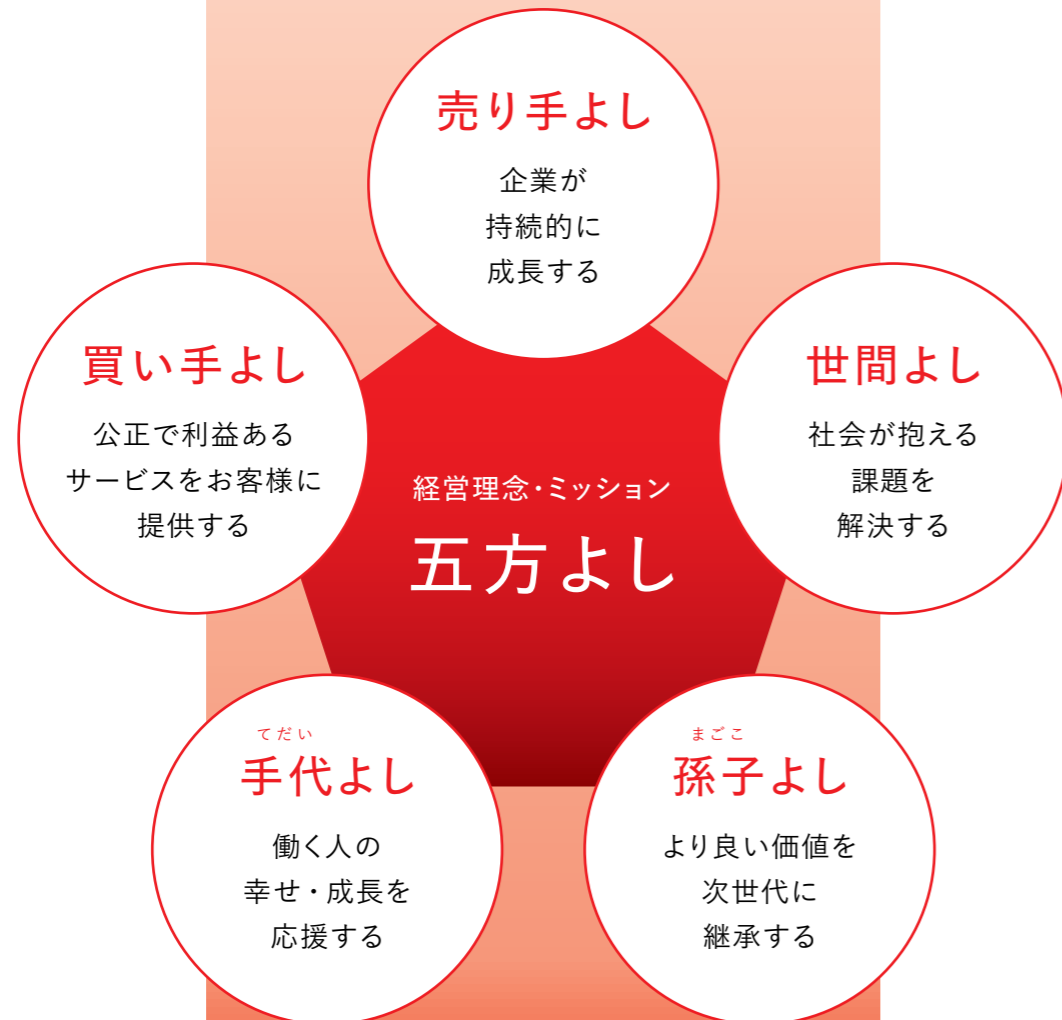 売り手よし
企業が
持続的に
成長する
買い手よし
公正で利益ある
サービスをお客様に
提供する
世間よし
社会が抱える
課題を
解決する
経営理念・ミッション
五方よし
てだい
手代よし
働く人の
幸せ・成長を
応援する
まごこ
孫子よし
より良い価値を
次世代に
継承する